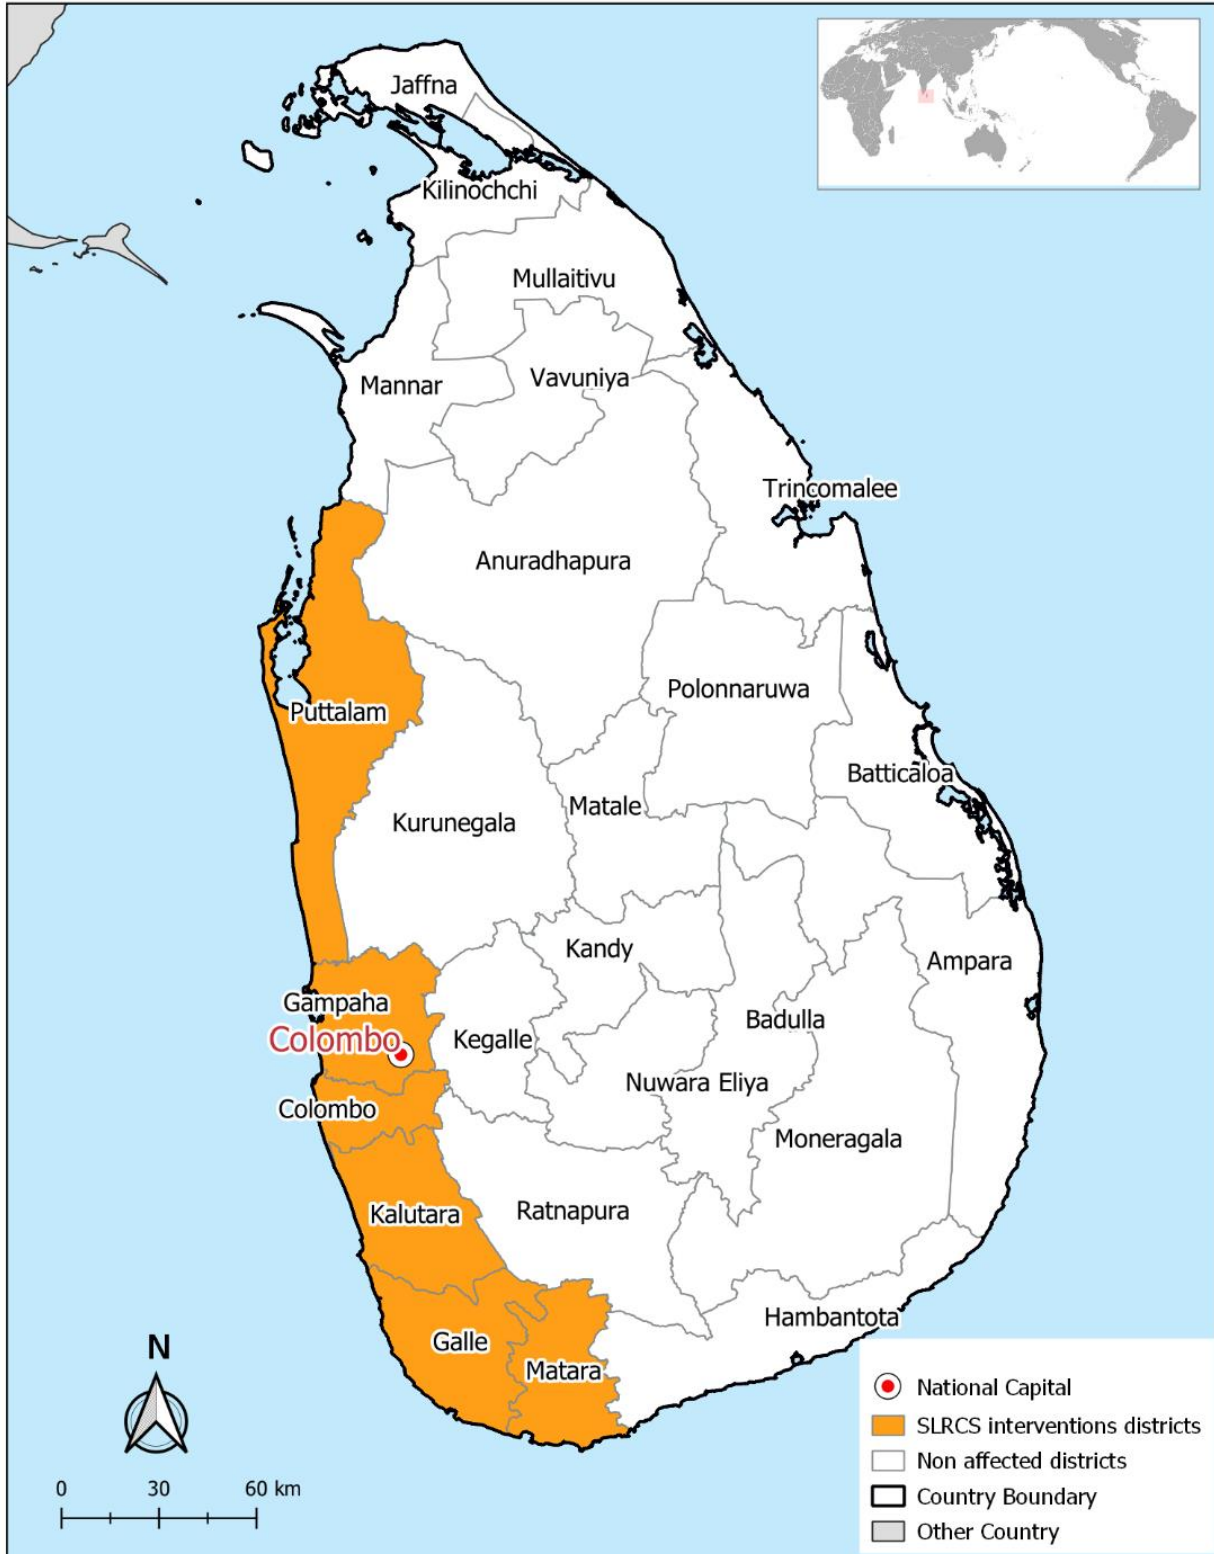 Jaffna
Kilinochchi
Mullaitivu
Mannar
Vavuniya
Trincomalee
Anuradhapura
Polonnaruwa
Puttalam
Batticaloa
Matale
Kurunegala
Kandy
Ampara
Gampaha
Badulla
Colombo
Kegalle
Nuwara Eliya
Colombo
Moneragala
Kalutara
Ratnapura
Hambantota
Galle
Matara
N
0 30 60 km
National Capital
SLRCS interventions districts
Non affected districts
Country Boundary
Other Country